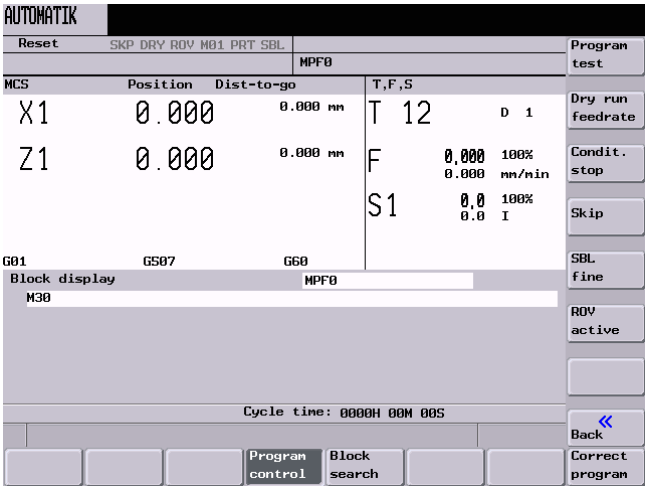 AUTOMATIK
Reset SKP DRY ROV M01 PRT SBL
MPF0
MCS Position Dist-to-go T,F,S
X1 0.000 0.000 mm T 12 D 1
Z1 0.000 0.000 mm F 0,000 100%
0.000 mm/min
S1 0,0 100%
0.0 I
G01 G507 G60
Block display MPF0
M30
Cycle time: 0000H 00M 00S
Program
test
Dry run
feedrate
Condit.
stop
Skip
SBL
fine
ROV
active
«
Back
Program
control
Block
search
Correct
program